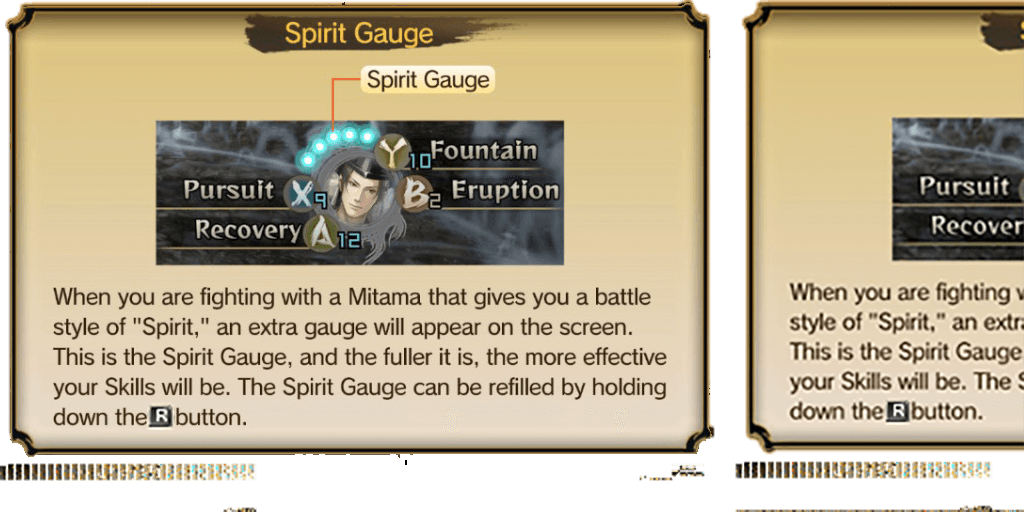 Spirit Gauge
Spirit Gauge
Y 10 Fountain
Pursuit X 9 B 2 Eruption
Recovery A 12
When you are fighting with a Mitama that gives you a battle
style of "Spirit," an extra gauge will appear on the screen.
This is the Spirit Gauge, and the fuller it is, the more effective
your Skills will be. The Spirit Gauge can be refilled by holding
down the R button.
Pursuit
Recover
When you are fighting
style of "Spirit," an extra
This is the Spirit Gauge
your Skills will be. The
down the R button.